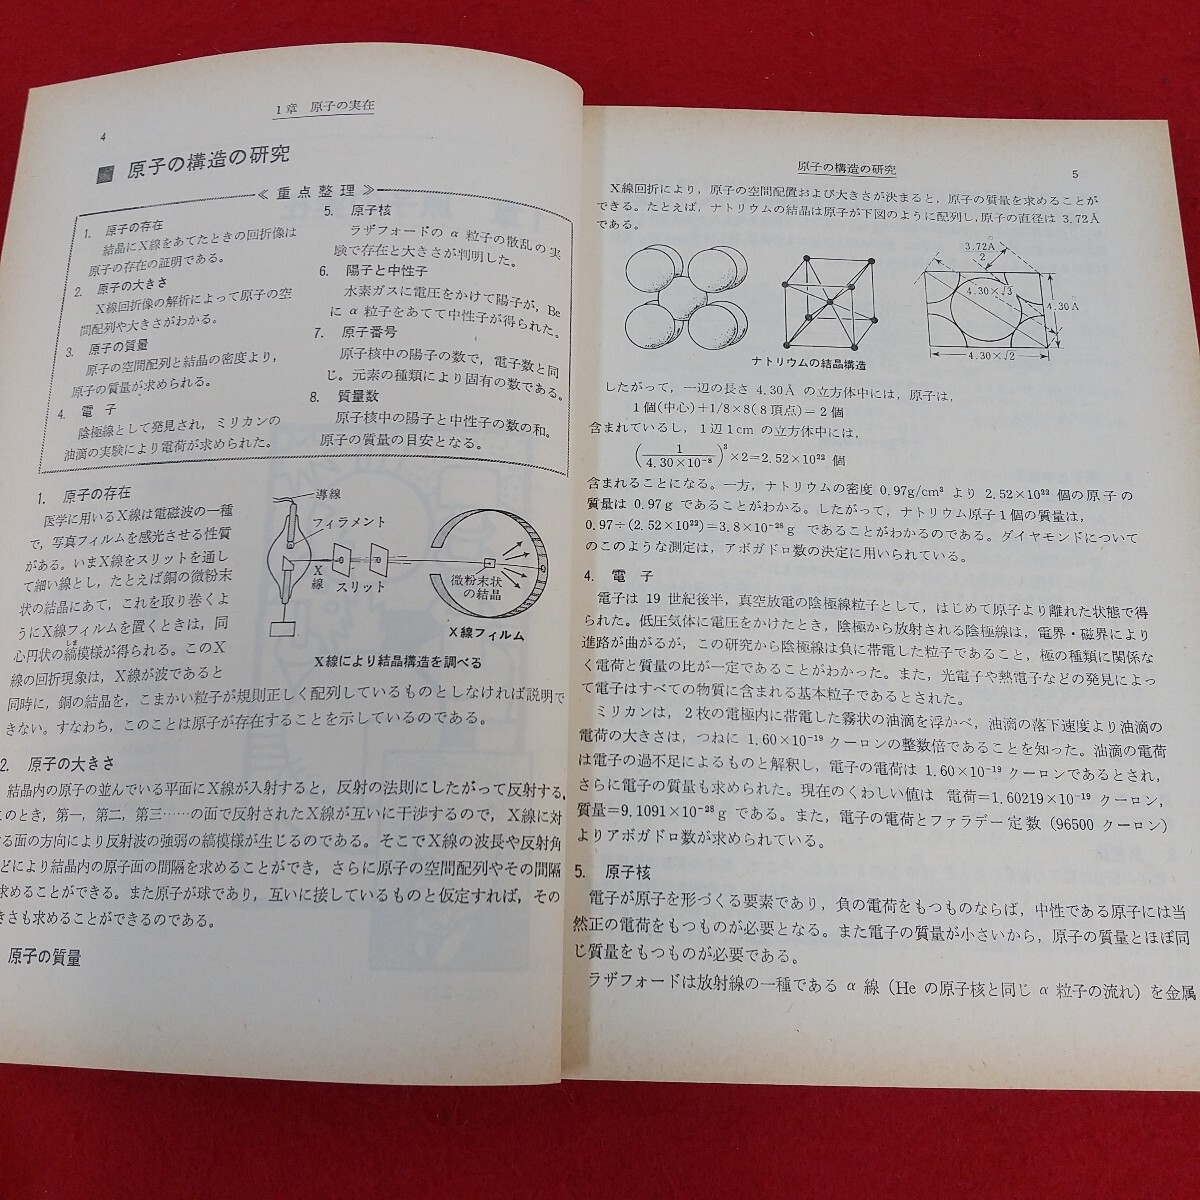 1章 原子の実在
4
原子の構造の研究
≪重点整理≫
1. 原子の存在
結晶にX線をあてたときの回折像は
原子の存在の証明である。
2. 原子の大きさ
X線回折像の解析によって原子の空
間配列や大きさがわかる。
3. 原子の質量
原子の空間配列と結晶の密度より,
原子の質量が求められる。
4. 電子
陰極線として発見され, ミリカンの
油滴の実験により電荷が求められた。
5. 原子核
ラザフォードの α 粒子の散乱の実
験で存在と大きさが判明した。
6. 陽子と中性子
水素ガスに電圧をかけて陽子が, Be
に α 粒子をあてて中性子が得られた。
7. 原子番号
原子核中の陽子の数で, 電子数と同
じ。元素の種類により固有の数である。
8. 質量数
原子核中の陽子と中性子の数の和。
原子の質量の目安となる。
1. 原子の存在
医学に用いるX線は電磁波の一種
で, 写真フィルムを感光させる性質
がある。いまX線をスリットを通し
て細い線とし, たとえば銅の微粉末
状の結晶にあて, これを取り巻くよ
うにX線フィルムを置くときは, 同
心円状の縞模様が得られる。このX
線の回折現象は, X線が波であると
同時に, 銅の結晶を, こまかい粒子が規則正しく配列しているものとしなければ説明で
きない。すなわち, このことは原子が存在することを示しているのである。
導線
フィラメント
X線
スリット
微粉末状
の結晶
X線フィルム
X線により結晶構造を調べる
2. 原子の大きさ
結晶内の原子の並んでいる平面にX線が入射すると, 反射の法則にしたがって反射する。
このとき, 第一, 第二, 第三……の面で反射されたX線が互いに干渉するので, X線に対
する面の方向により反射波の強弱の縞模様が生じるのである。そこでX線の波長や反射角
どにより結晶内の原子面の間隔を求めることができ, さらに原子の空間配列やその間隔
求めることができる。また原子が球であり, 互いに接しているものと仮定すれば, その
きさも求めることができるのである。
原子の質量
原子の構造の研究
5
X線回折により, 原子の空間配置および大きさが決まると, 原子の質量を求めることが
できる。たとえば, ナトリウムの結晶は原子が下図のように配列し, 原子の直径は 3.72Å
である。
3.72Å
2
4.30×√3
4.30Å
4.30×√2
ナトリウムの結晶構造
したがって, 一辺の長さ 4.30Å の立方体中には, 原子は,
1個(中心)+1/8×8(8頂点)=2個
含まれているし, 1辺1cm の立方体中には,
(1/4.30×10⁻⁸)³×2=2.52×10²² 個
含まれることになる。一方, ナトリウムの密度 0.97g/cm³ より 2.52×10²² 個の原子の
質量は 0.97g であることがわかる。したがって, ナトリウム原子1個の質量は,
0.97÷(2.52×10²²)=3.8×10⁻²³g であることがわかるのである。ダイヤモンドについて
のこのような測定は, アボガドロ数の決定に用いられている。
4. 電子
電子は 19 世紀後半, 真空放電の陰極線粒子として, はじめて原子より離れた状態で得
られた。低圧気体に電圧をかけたとき, 陰極から放射される陰極線は, 電界・磁界により
進路が曲がるが, この研究から陰極線は負に帯電した粒子であること, 極の種類に関係な
く電荷と質量の比が一定であることがわかった。また, 光電子や熱電子などの発見によっ
て電子はすべての物質に含まれる基本粒子であるとされた。
ミリカンは, 2枚の電極内に帯電した霧状の油滴を浮かべ, 油滴の落下速度より油滴の
電荷の大きさは, つねに 1.60×10⁻¹⁹ クーロンの整数倍であることを知った。油滴の電荷
は電子の過不足によるものと解釈し, 電子の電荷は 1.60×10⁻¹⁹ クーロンであるとされ,
さらに電子の質量も求められた。現在のくわしい値は 電荷=1.60219×10⁻¹⁹ クーロン,
質量=9.1091×10⁻²⁸g である。また, 電子の電荷とファラデー定数 (96500 クーロン)
よりアボガドロ数が求められている。
5. 原子核
電子が原子を形づくる要素であり, 負の電荷をもつものならば, 中性である原子には当
然正の電荷をもつものが必要となる。また電子の質量が小さいから, 原子の質量とほぼ同
じ質量をもつものが必要である。
ラザフォードは放射線の一種である α 線 (He の原子核と同じ α 粒子の流れ) を金属